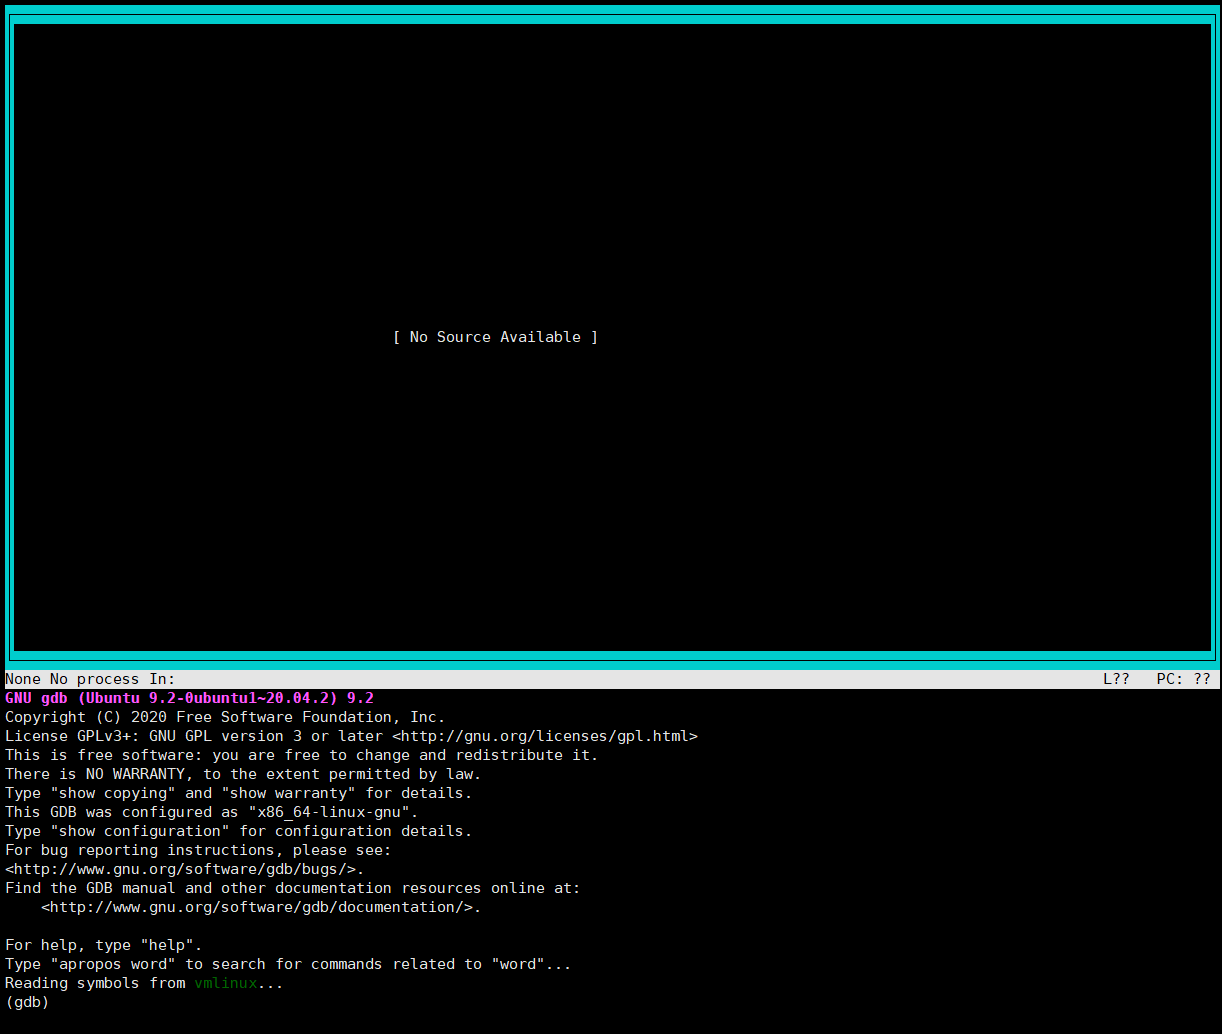 [ No Source Available ]
None No process In: L?? PC: ??
GNU gdb (Ubuntu 9.2-0ubuntu1~20.04.2) 9.2
Copyright (C) 2020 Free Software Foundation, Inc.
License GPLv3+: GNU GPL version 3 or later <http://gnu.org/licenses/gpl.html>
This is free software: you are free to change and redistribute it.
There is NO WARRANTY, to the extent permitted by law.
Type "show copying" and "show warranty" for details.
This GDB was configured as "x86_64-linux-gnu".
Type "show configuration" for configuration details.
For bug reporting instructions, please see:
<http://www.gnu.org/software/gdb/bugs/>.
Find the GDB manual and other documentation resources online at:
    <http://www.gnu.org/software/gdb/documentation/>.

For help, type "help".
Type "apropos word" to search for commands related to "word"...
Reading symbols from vmlinux...
(gdb)